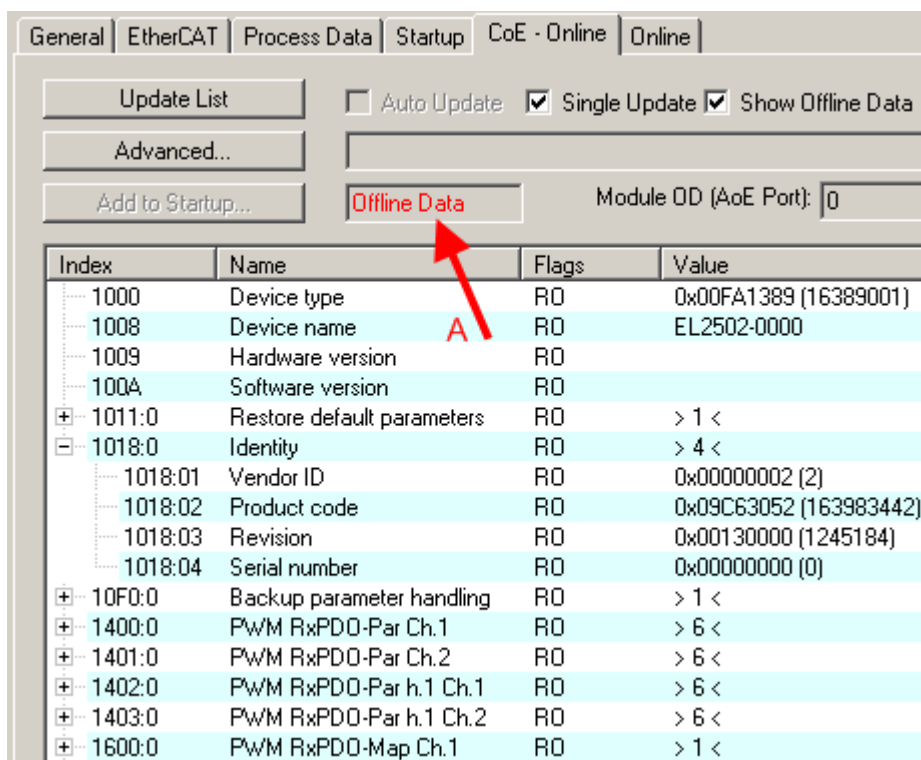 General EtherCAT Process Data Startup CoE - Online Online
Update List Auto Update Single Update Show Offline Data
Advanced...
Add to Startup... Offline Data Module OD (AoE Port): 0
Index Name Flags Value
1000 Device type RO 0x00FA1389 (16389001)
1008 Device name RO EL2502-0000
A
1009 Hardware version RO
100A Software version RO
1011:0 Restore default parameters RO > 1 <
1018:0 Identity RO > 4 <
1018:01 Vendor ID RO 0x00000002 (2)
1018:02 Product code RO 0x09C63052 (163983442)
1018:03 Revision RO 0x00130000 (1245184)
1018:04 Serial number RO 0x00000000 (0)
10F0:0 Backup parameter handling RO > 1 <
1400:0 PWM RxPDO-Par Ch.1 RO > 6 <
1401:0 PWM RxPDO-Par Ch.2 RO > 6 <
1402:0 PWM RxPDO-Par h.1 Ch.1 RO > 6 <
1403:0 PWM RxPDO-Par h.1 Ch.2 RO > 6 <
1600:0 PWM RxPDO-Map Ch.1 RO > 1 <